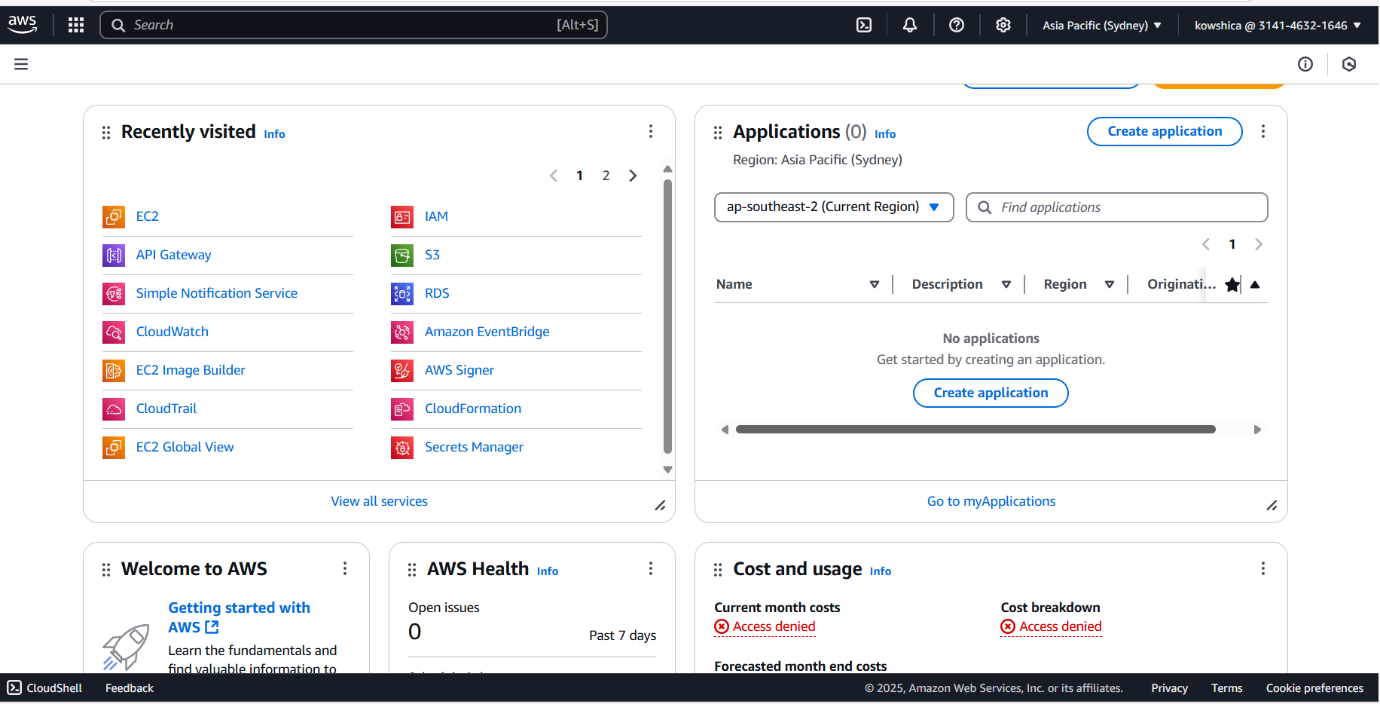 aws
Search [Alt+S]
Asia Pacific (Sydney)
kowshica @ 3141-4632-1646
Recently visited Info
1 2
EC2
IAM
API Gateway
S3
Simple Notification Service
RDS
CloudWatch
Amazon EventBridge
EC2 Image Builder
AWS Signer
CloudTrail
CloudFormation
EC2 Global View
Secrets Manager
View all services
Applications (0) Info
Create application
Region: Asia Pacific (Sydney)
ap-southeast-2 (Current Region)
Find applications
1
Name Description Region Originati...
No applications
Get started by creating an application.
Create application
Go to myApplications
Welcome to AWS
Getting started with
AWS
Learn the fundamentals and
find valuable information to
AWS Health Info
Open issues
0
Past 7 days
Cost and usage Info
Current month costs
Access denied
Cost breakdown
Access denied
Forecasted month end costs
CloudShell
Feedback
© 2025, Amazon Web Services, Inc. or its affiliates.
Privacy
Terms
Cookie preferences